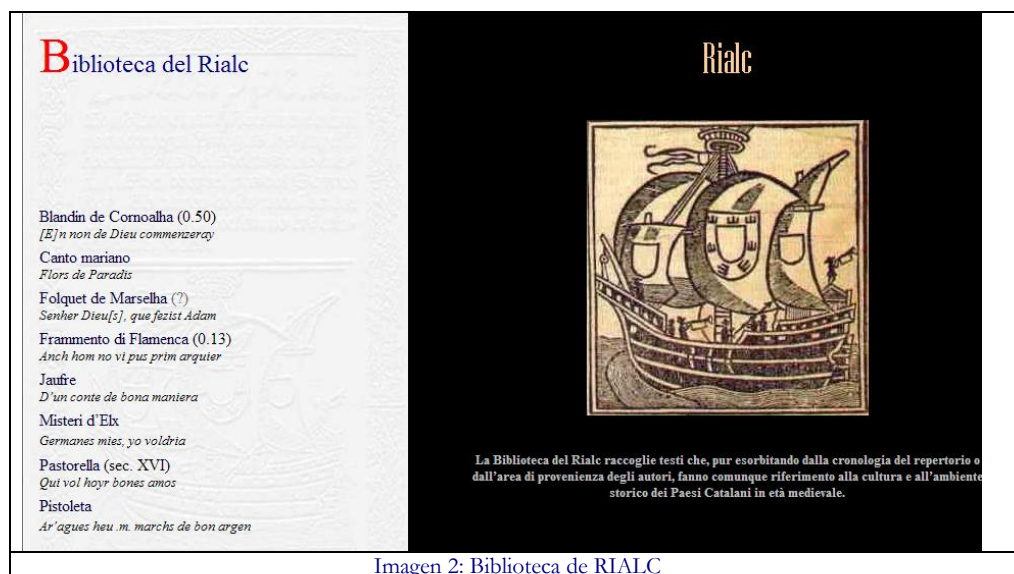 Biblioteca del Rialc
Blandin de Cornoalha (0.50)
[E]n non de Dieu commenzeray
Canto mariano
Flors de Paradis
Folquet de Marselha (?)
Senher Dieu[s], que fezist Adam
Frammento di Flamenca (0.13)
Anch hom no vi pus prim arquier
Jaufre
D'un conte de bona maniera
Misteri d'Elx
Germanes mies, yo voldria
Pastorella (sec. XVI)
Qui vol hoyr bones amos
Pistoleta
Ar'agues heu .m. marchs de bon argen
Rialc
La Biblioteca del Rialc raccoglie testi che, pur esorbitando dalla cronologia del repertorio o
dall'area di provenienza degli autori, fanno comunque riferimento alla cultura e all'ambiente
storico dei Paesi Catalani in età medievale.
Imagen 2: Biblioteca de RIALC